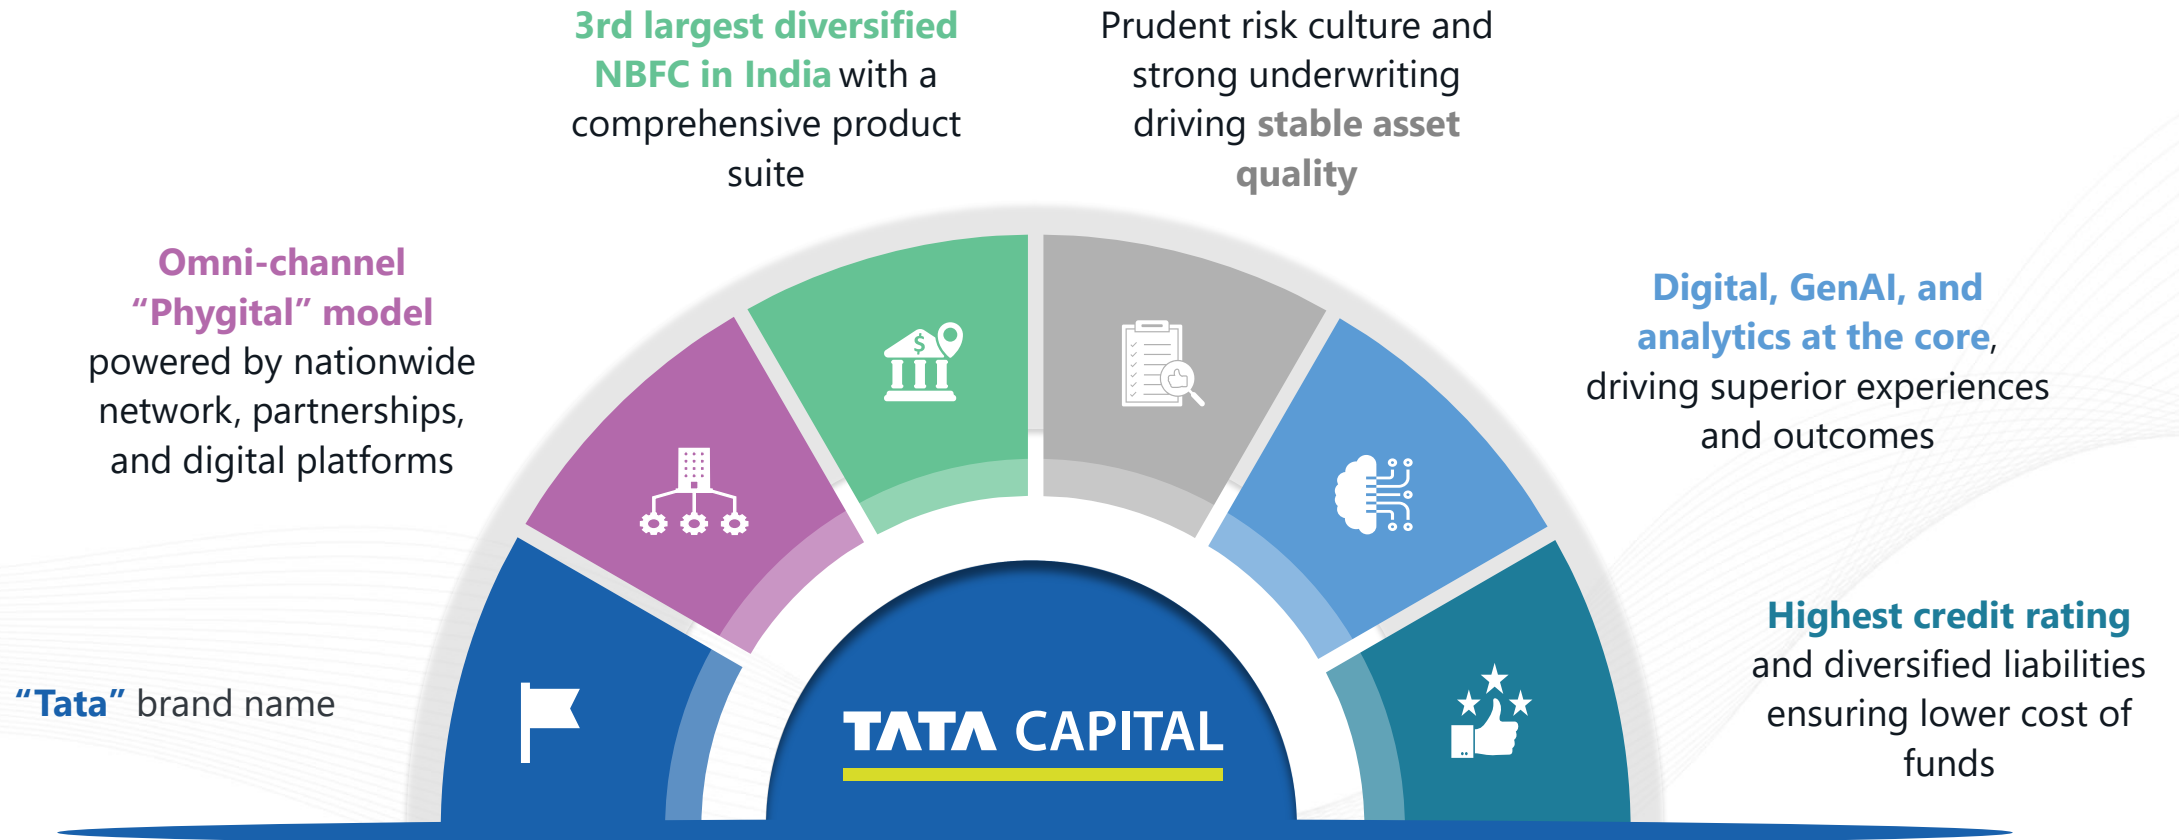 3rd largest diversified
NBFC in India with a
comprehensive product
suite
Prudent risk culture and
strong underwriting
driving stable asset
quality
Omni-channel
“Phygital” model
powered by nationwide
network, partnerships,
and digital platforms
Digital, GenAI, and
analytics at the core,
driving superior experiences
and outcomes
“Tata” brand name
Highest credit rating
and diversified liabilities
ensuring lower cost of
funds
$
TATA CAPITAL